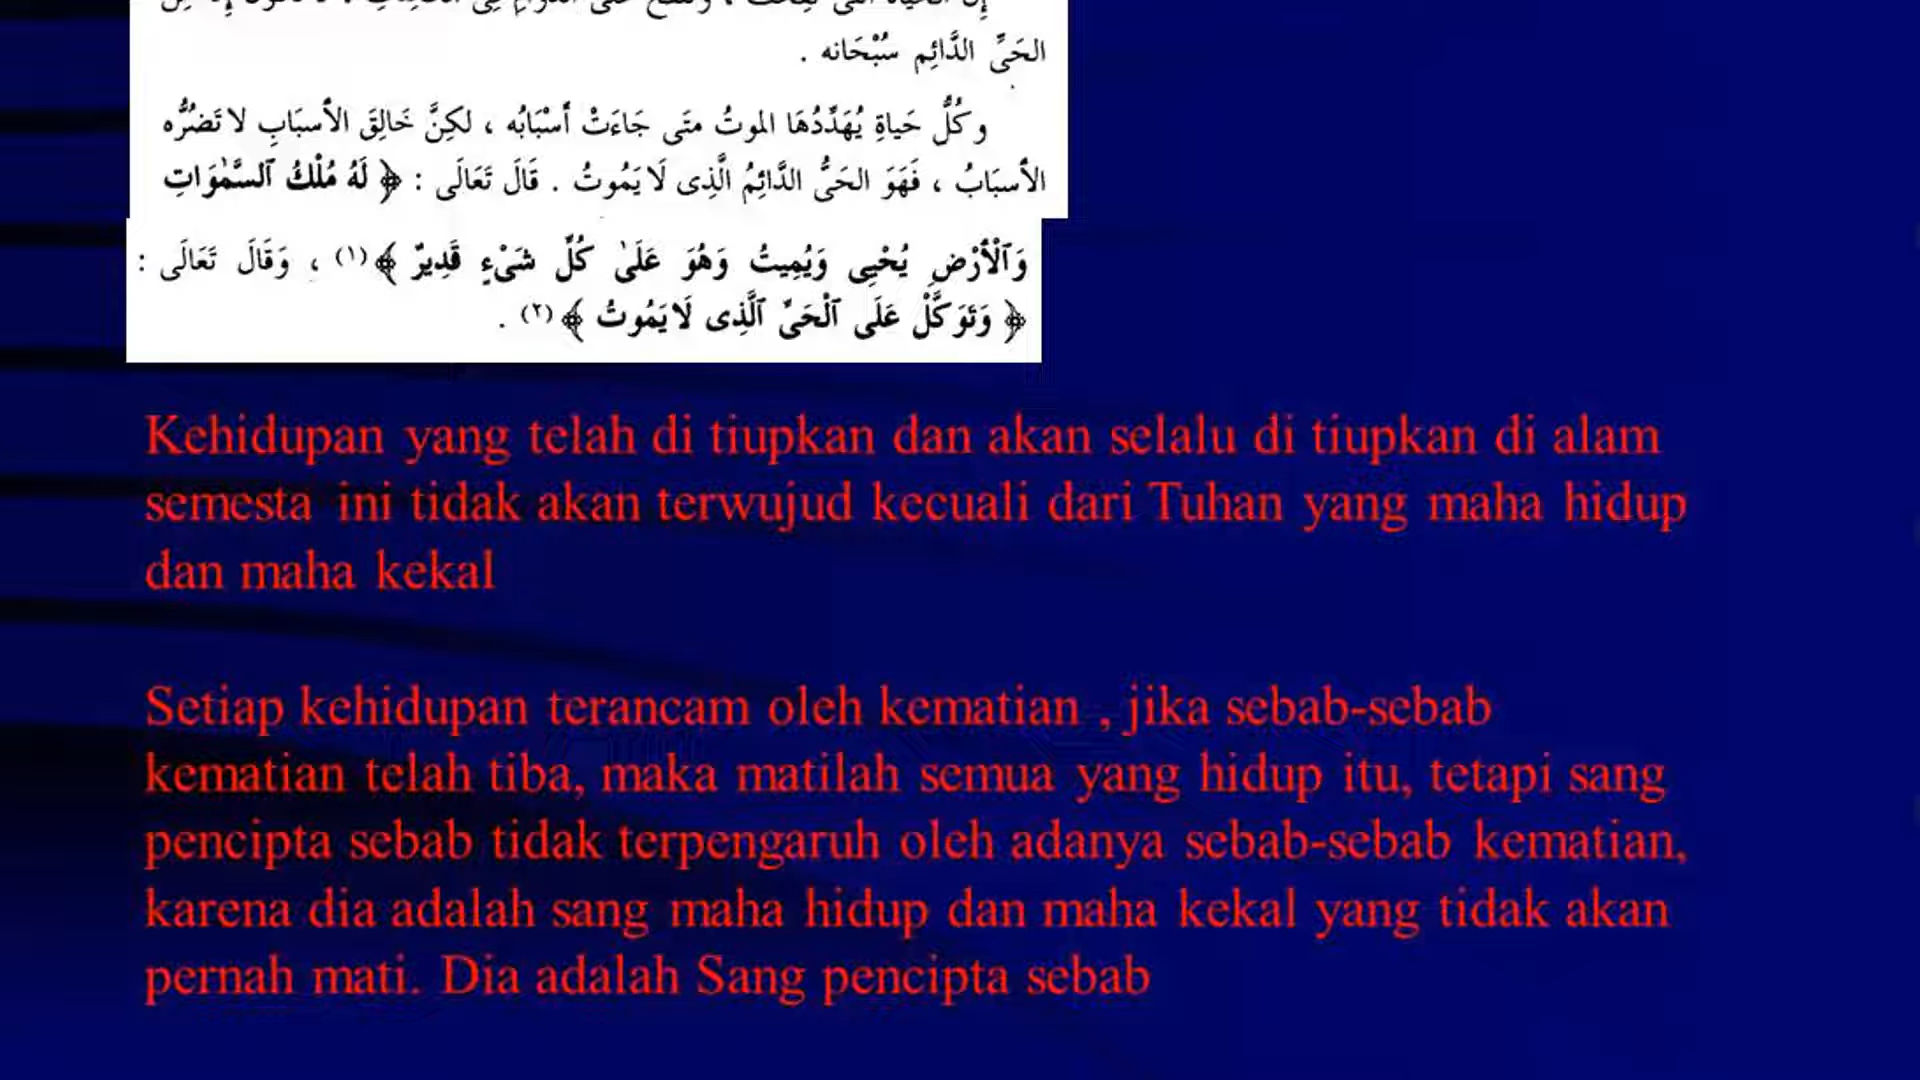 الحَىِّ الدَّائِم سُبْحَانه .
وكُلُّ حَياةٍ يُهَدِّدُهَا الموتُ متَى جَاءَتْ أَسْبَابُه ، لكِنَّ خَالِقَ الأسبَابِ لا تَضُرُّه
الأسبَابُ ، فَهَوَ الحَىُّ الدَّائِمُ الَّذِى لَا يَمُوتُ . قَالَ تَعَالَى : ﴿ لَهُ مُلْكُ ٱلسَّمَٰوَاتِ
وَٱلْأَرْضِ يُحْيِى وَيُمِيتُ وَهُوَ عَلَىٰ كُلِّ شَىْءٍ قَدِيرٌ ﴾(١) ، وَقَالَ تَعَالَى :
﴿ وَتَوَكَّلْ عَلَى ٱلْحَىِّ ٱلَّذِى لَا يَمُوتُ ﴾(٢) .
Kehidupan yang telah di tiupkan dan akan selalu di tiupkan di alam
semesta ini tidak akan terwujud kecuali dari Tuhan yang maha hidup
dan maha kekal
Setiap kehidupan terancam oleh kematian , jika sebab-sebab
kematian telah tiba, maka matilah semua yang hidup itu, tetapi sang
pencipta sebab tidak terpengaruh oleh adanya sebab-sebab kematian,
karena dia adalah sang maha hidup dan maha kekal yang tidak akan
pernah mati. Dia adalah Sang pencipta sebab